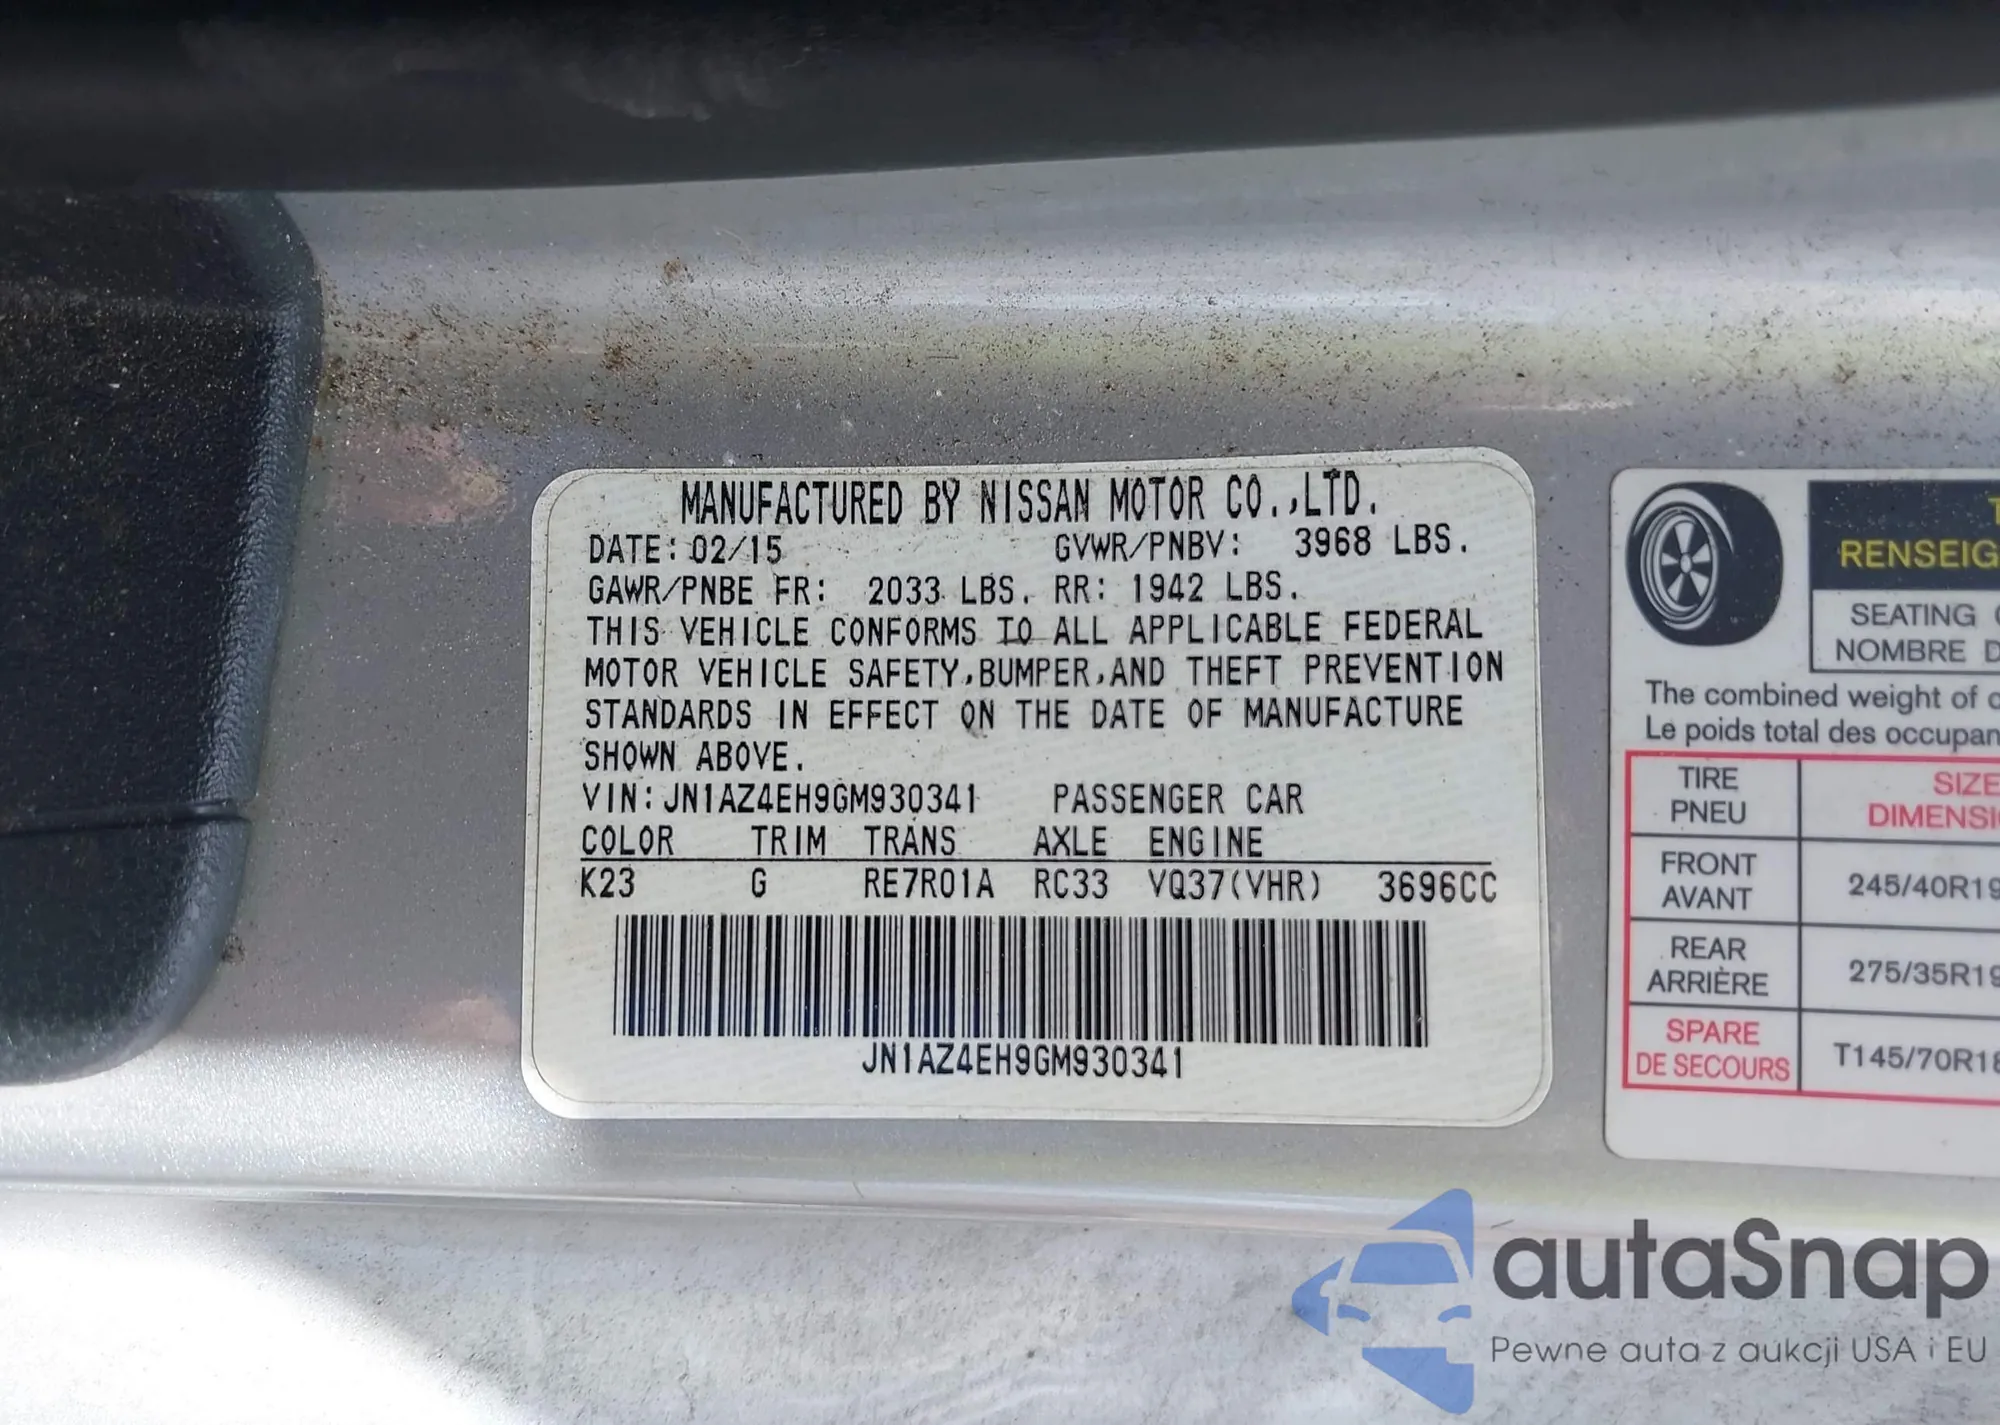 MANUFACTURED BY NISSAN MOTOR CO.,LTD.
DATE: 02/15 GVWR/PNBV: 3968 LBS.
GAWR/PNBE FR: 2033 LBS. RR: 1942 LBS.
THIS VEHICLE CONFORMS TO ALL APPLICABLE FEDERAL
MOTOR VEHICLE SAFETY,BUMPER,AND THEFT PREVENTION
STANDARDS IN EFFECT ON THE DATE OF MANUFACTURE
SHOWN ABOVE.
VIN: JN1AZ4EH9GM930341 PASSENGER CAR
COLOR TRIM TRANS AXLE ENGINE
K23 G RE7R01A RC33 VQ37(VHR) 3696CC
JN1AZ4EH9GM930341
SEATING
NOMBRE
The combined weight of
Le poids total des
TIRE SIZE
PNEU
FRONT
AVANT 245/40R19
REAR
ARRIÈRE 275/35R19
SPARE
DE SECOURS
autaSnap
Pewne auta z aukcji USA i EU